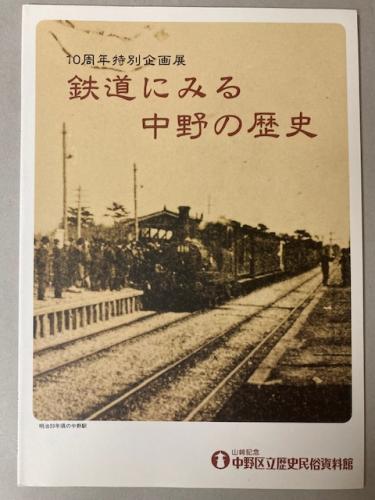 10周年特別企画展
鉄道にみる
中野の歴史
明治39年頃の中野駅
山﨑記念
中野区立歴史民俗資料館